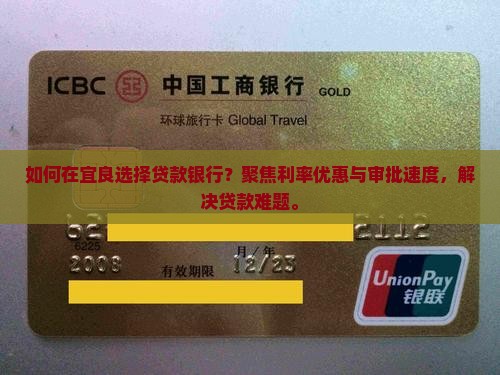 ICBC 中国工商银行 GOLD
环球旅行卡 Global Travel
如何在宜良选择贷款银行？聚焦利率优惠与审批速度，解
决贷款难题。
62 2112
6225
月/年
2008 有效期限 12/23
UnionPay
银联